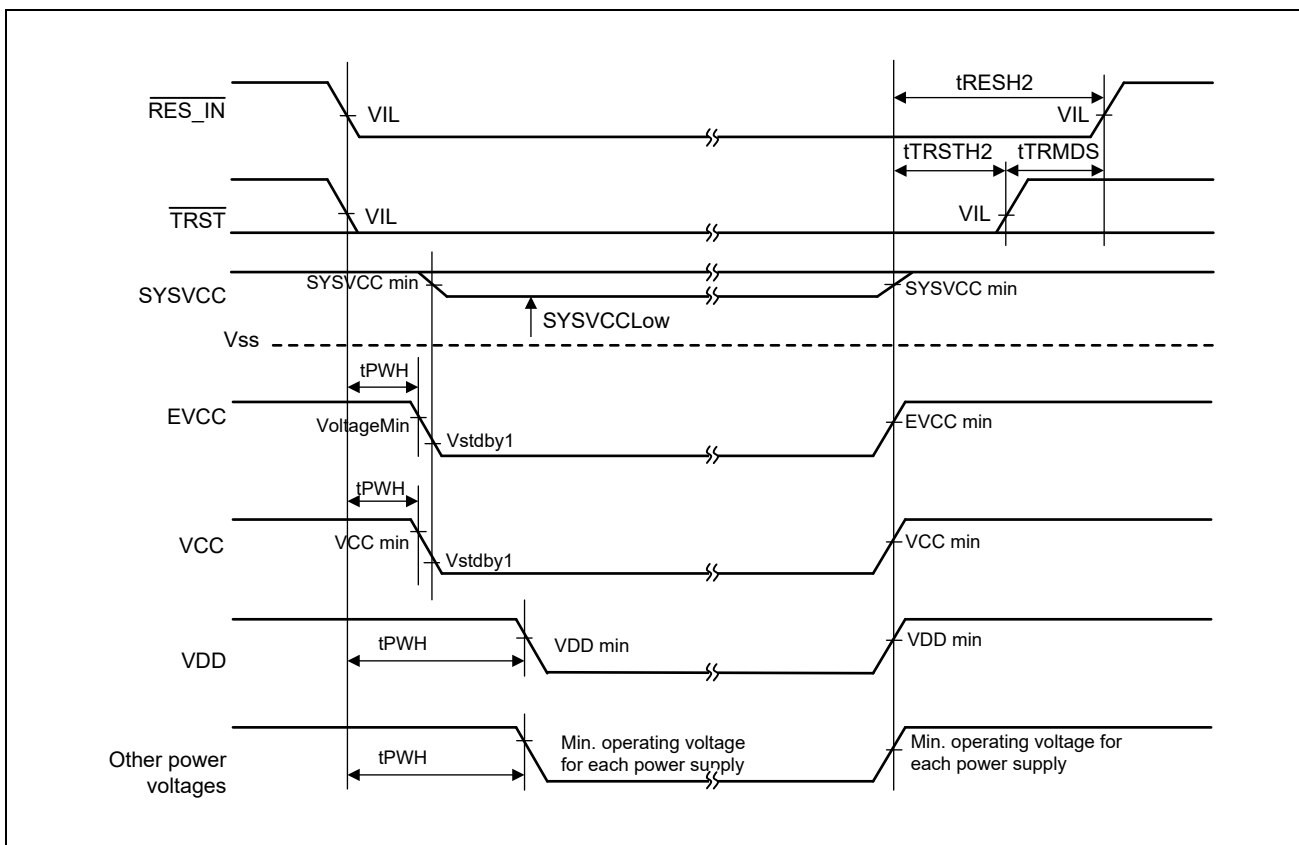 tRESH2
RES_IN
VIL
VIL
tTRSTH2
tTRMDS
TRST
VIL
VIL
SYSVCC
SYSVCC min
SYSVCC min
SYSVCCLow
Vss
tPWH
EVCC
VoltageMin
EVCC min
Vstdby1
tPWH
VCC
VCC min
VCC min
Vstdby1
VDD
tPWH
VDD min
VDD min
Other power
voltages
tPWH
Min. operating voltage
for each power supply
Min. operating voltage for
each power supply